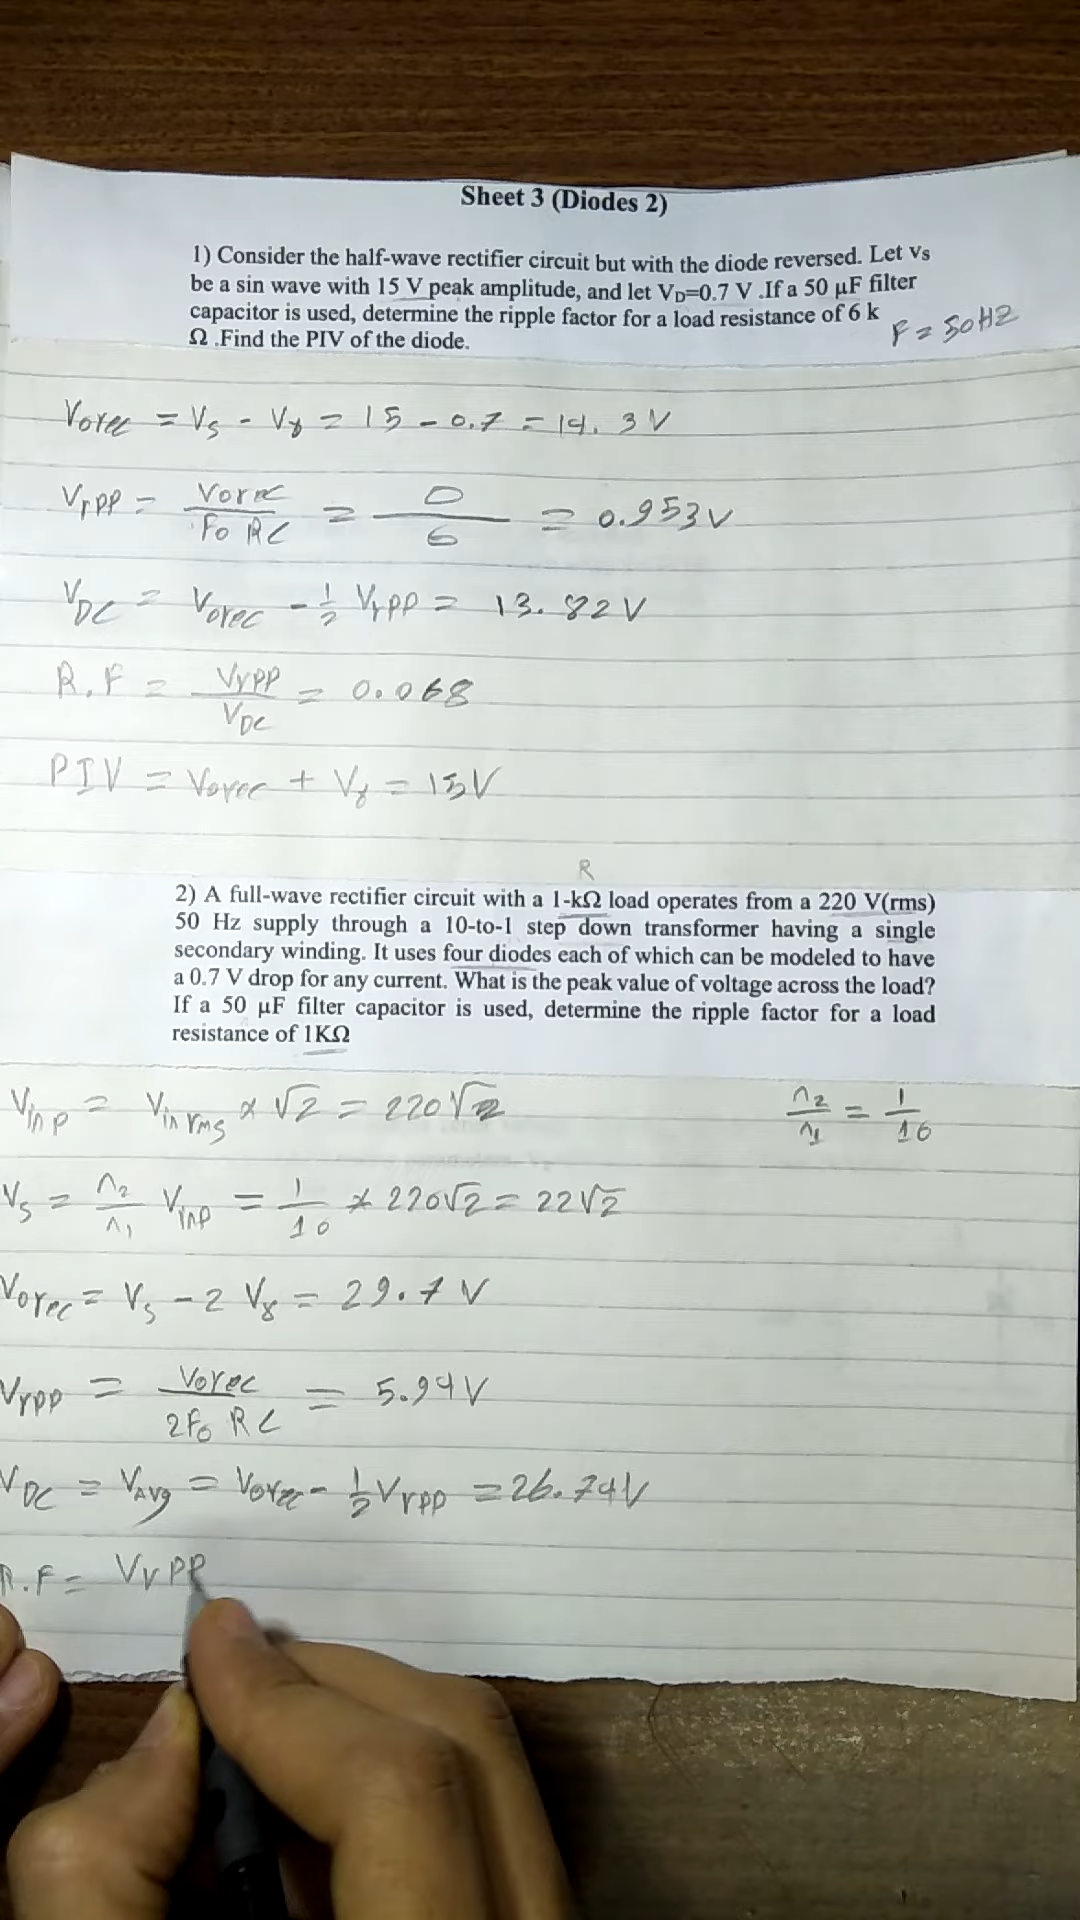 Sheet 3 (Diodes 2)
1) Consider the half-wave rectifier circuit but with the diode reversed. Let vs
be a sin wave with 15 V peak amplitude, and let VD=0.7 V .If a 50 μF filter
capacitor is used, determine the ripple factor for a load resistance of 6 k
Ω .Find the PIV of the diode.
F = 50HZ
Vorec = Vs - Vγ = 15 - 0.7 = 14.3V
Vrpp = Vorec / Fo RC = 0 / 6 = 0.953V
VDC = Vorec - 1/2 Vrpp = 13.82V
R.F = Vrpp / VDC = 0.068
PIV = Vorec + Vγ = 15V
R
2) A full-wave rectifier circuit with a 1-kΩ load operates from a 220 V(rms)
50 Hz supply through a 10-to-1 step down transformer having a single
secondary winding. It uses four diodes each of which can be modeled to have
a 0.7 V drop for any current. What is the peak value of voltage across the load?
If a 50 μF filter capacitor is used, determine the ripple factor for a load
resistance of 1KΩ
Vinp = Vin rms * √2 = 220√2
n2 / n1 = 1 / 10
Vs = n2 / n1 Vinp = 1 / 10 * 220√2 = 22√2
Vorec = Vs - 2 Vγ = 29.7 V
Vrpp = Vorec / 2Fo RC = 5.94V
VDC = VAvg = Vorec - 1/2 Vrpp = 26.74V
R.F = VrPP